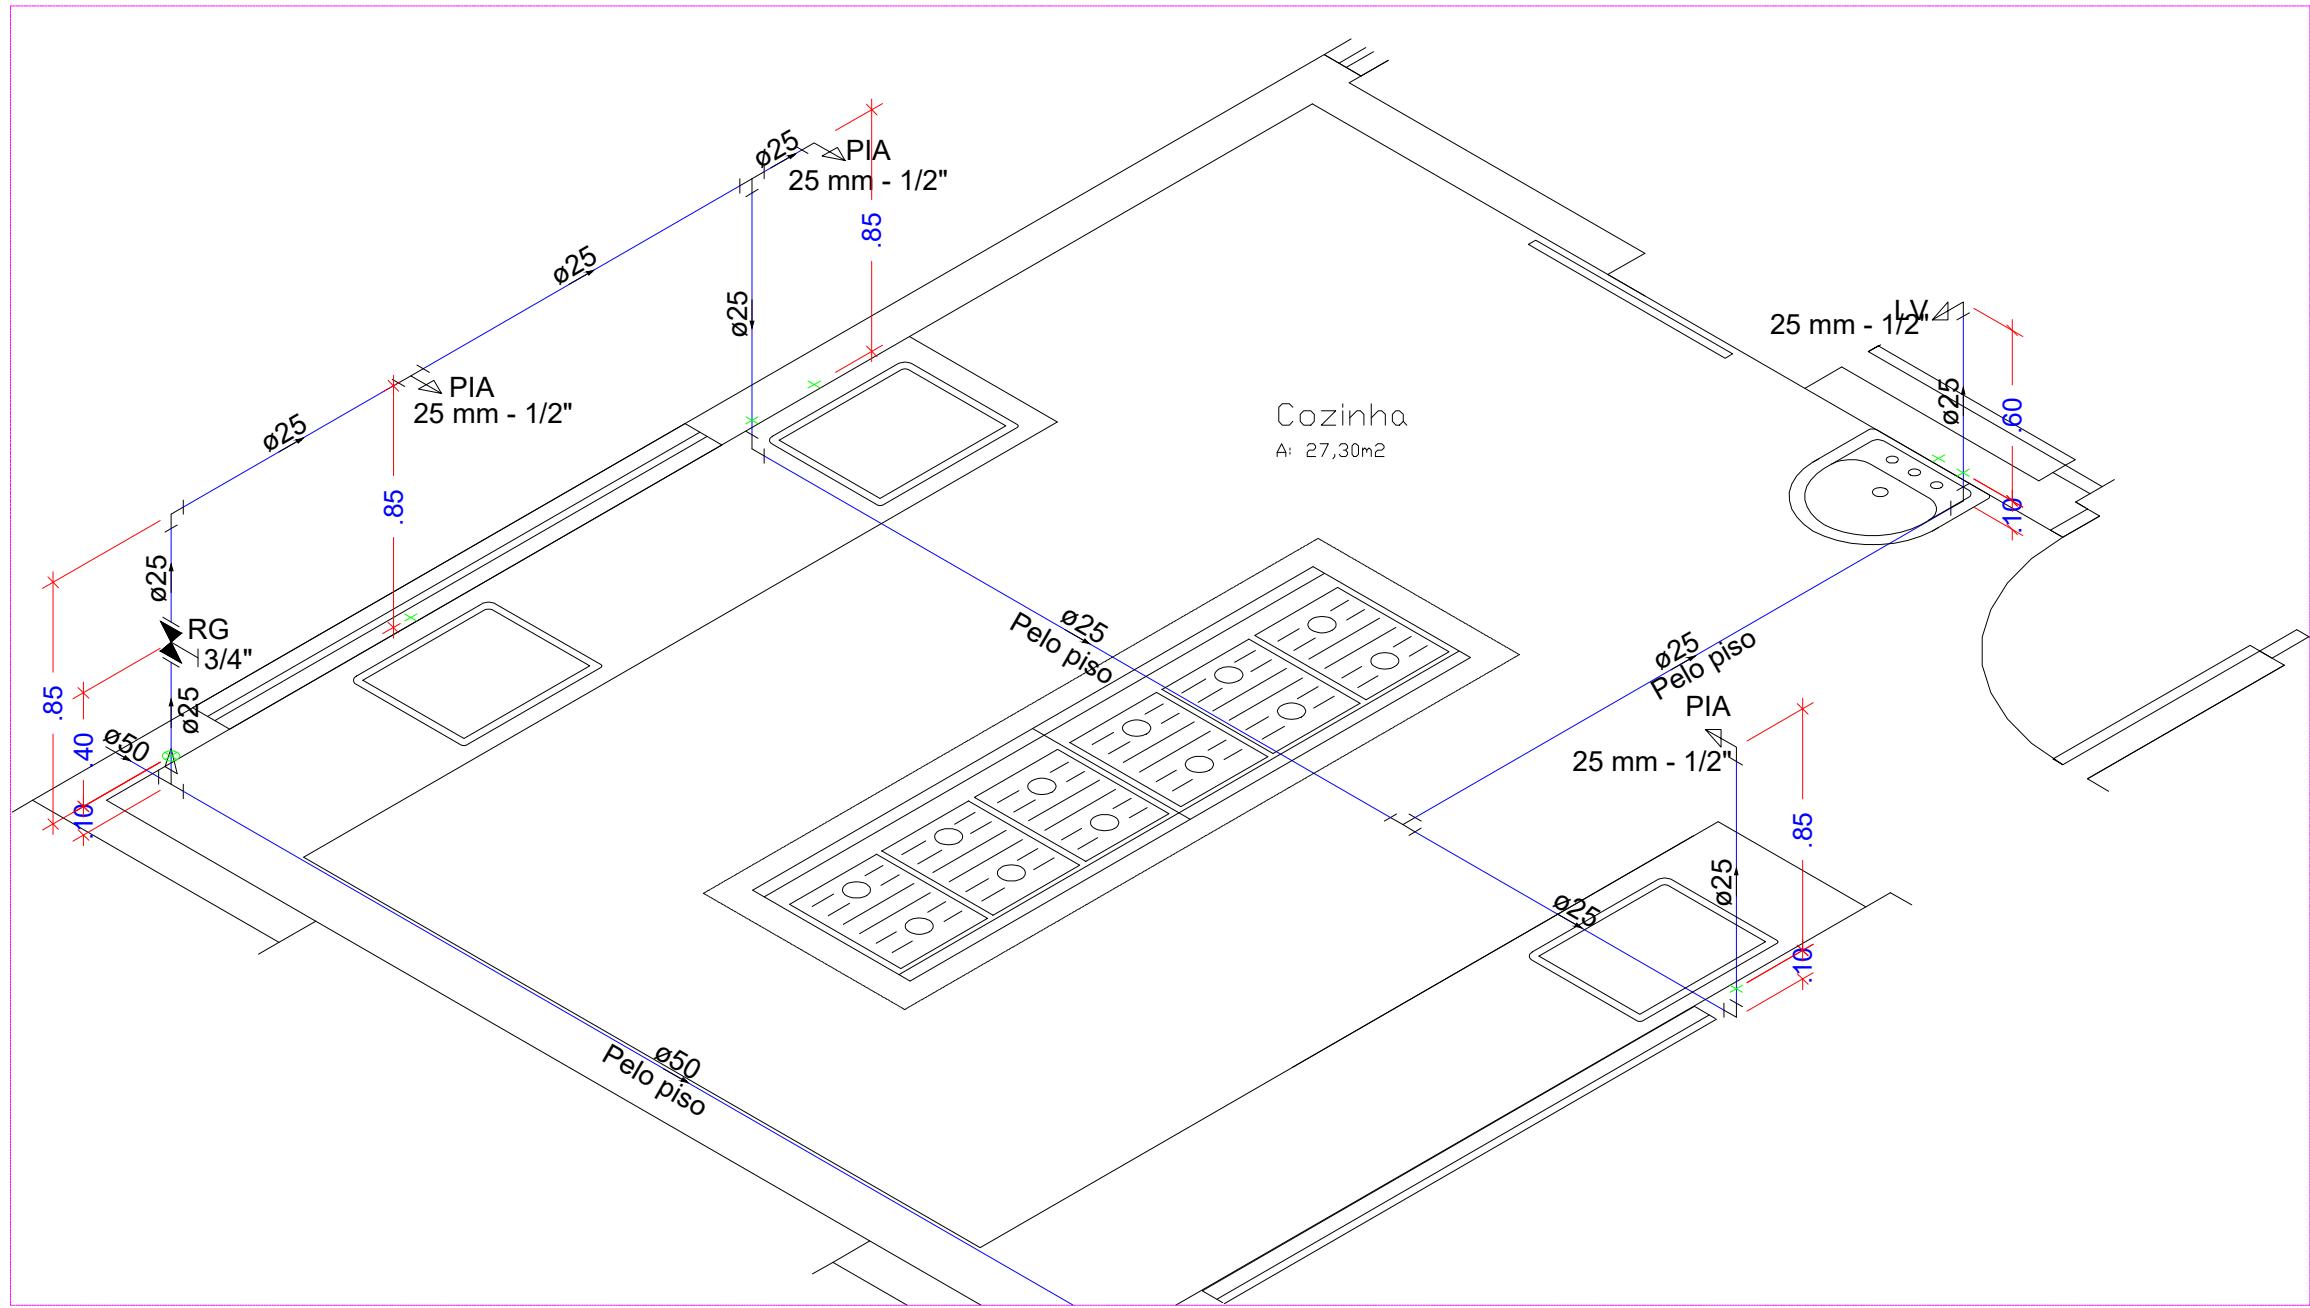 ø25
PIA
25 mm - 1/2"
.85
ø25
ø25
PIA
25 mm - 1/2"
ø25
.85
ø25
RG
3/4"
.85
.40
.10
ø50
ø25
Cozinha
A: 27,30m2
LV
25 mm - 1/2"
ø25
.60
.10
ø25
Pelo piso
ø25
Pelo piso
PIA
25 mm - 1/2"
.85
ø25
ø25
.10
ø50
Pelo piso